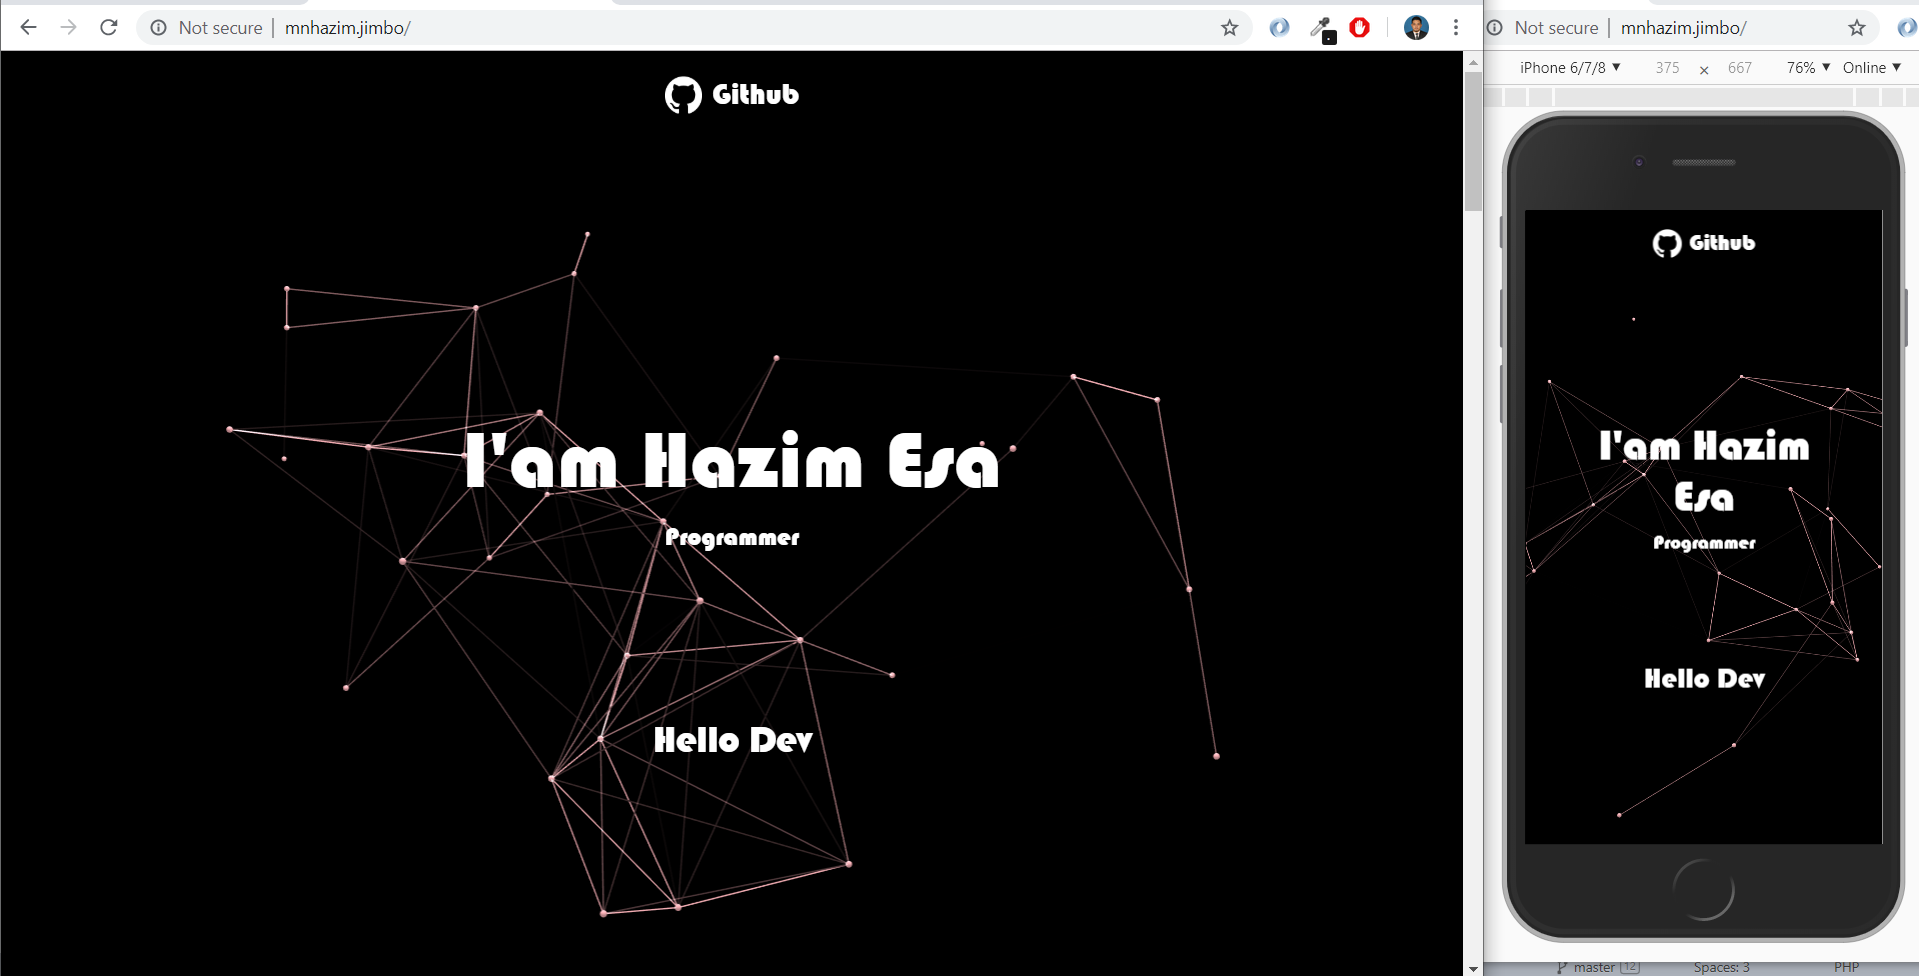 Not secure | mnhazim.jimbo/
Github
I'am Hazim Esa
Programmer
Hello Dev
Not secure | mnhazim.jimbo/
iPhone 6/7/8 ▼ 375 × 667 76% ▼ Online ▼
Github
I'am Hazim
Esa
Programmer
Hello Dev
master 12 Spaces: 3 PHP